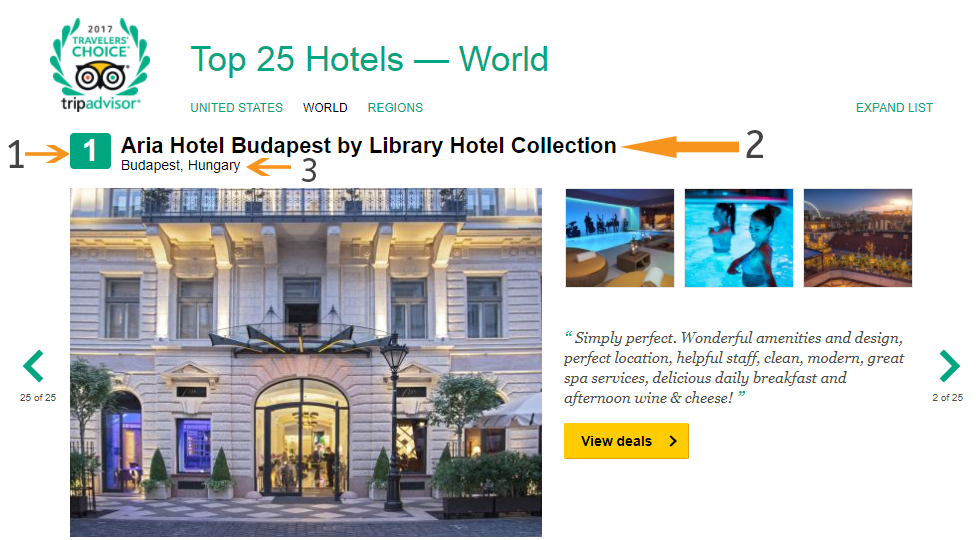 2017
TRAVELERS'
CHOICE
tripadvisor
Top 25 Hotels — World
UNITED STATES WORLD REGIONS EXPAND LIST
1 1 Aria Hotel Budapest by Library Hotel Collection 2
Budapest, Hungary 3
“ Simply perfect. Wonderful amenities and design,
perfect location, helpful staff, clean, modern, great
spa services, delicious daily breakfast and
afternoon wine & cheese! ”
25 of 25
2 of 25
View deals